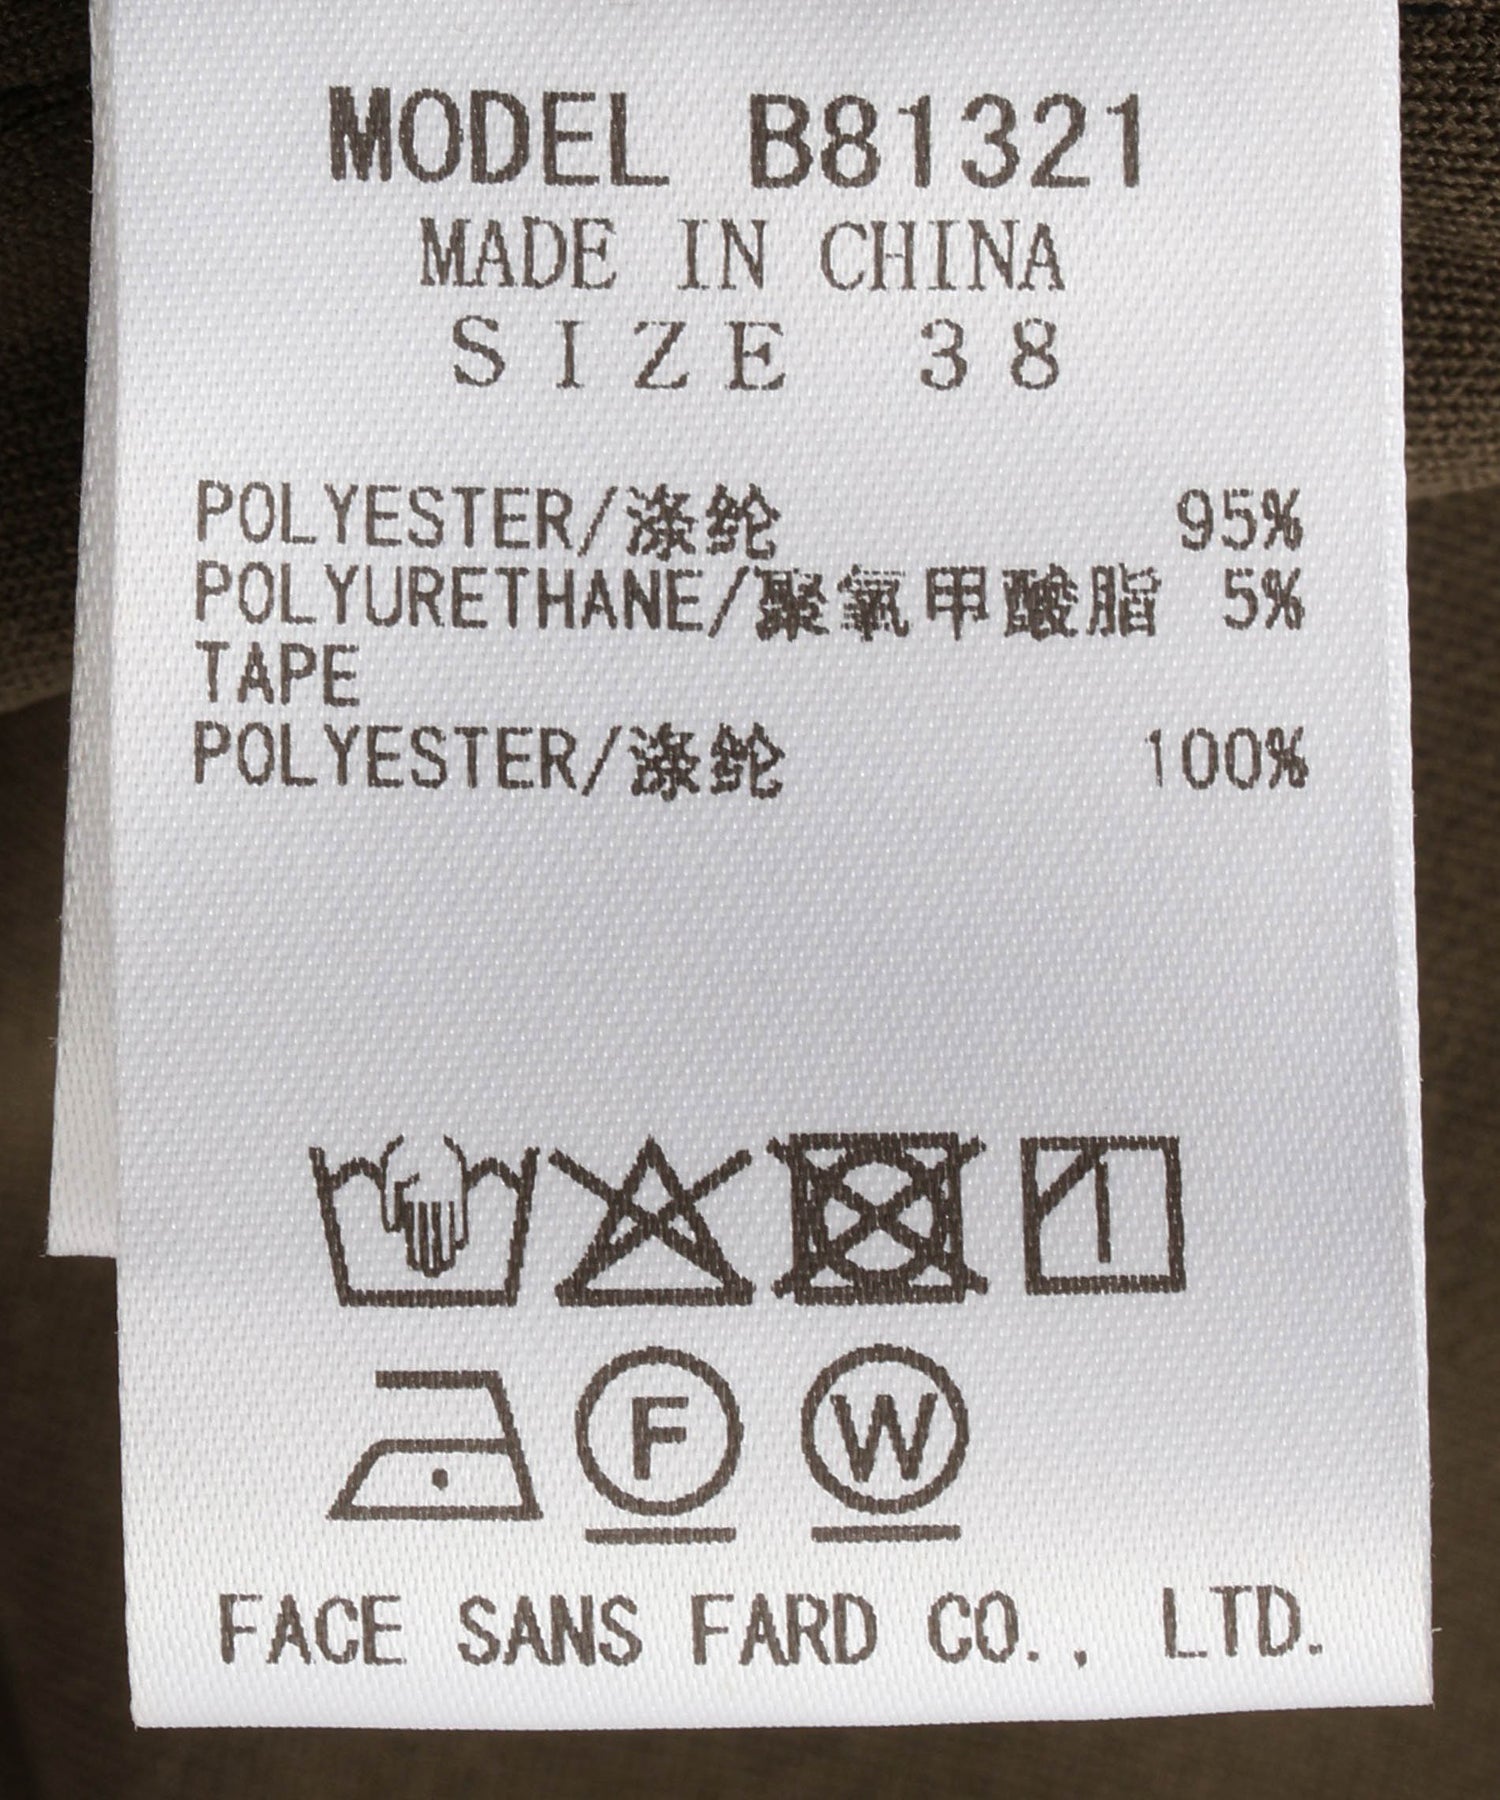 MODEL B81321
MADE IN CHINA
SIZE 38
POLYESTER/涤纶 95%
POLYURETHANE/聚氧甲酸脂 5%
TAPE
POLYESTER/涤纶 100%
F W
FACE SANS FARD CO., LTD.